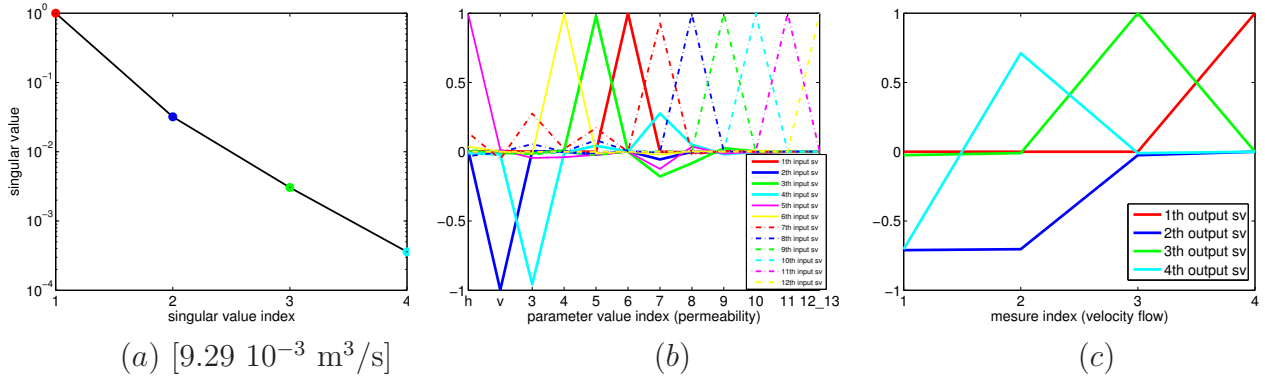 10^0
10^-1
10^-2
10^-3
10^-4
singular value
1
2
3
4
singular value index
(a) [9.29 10^-3 m^3/s]
1
0.5
0
−0.5
−1
h v 3 4 5 6 7 8 9 10 11 12_13
parameter value index (permeability)
1th input sv
2th input sv
3th input sv
4th input sv
5th input sv
6th input sv
7th input sv
8th input sv
9th input sv
10th input sv
11th input sv
12th input sv
(b)
1
0.5
0
−0.5
−1
1
2
3
4
mesure index (velocity flow)
1th output sv
2th output sv
3th output sv
4th output sv
(c)